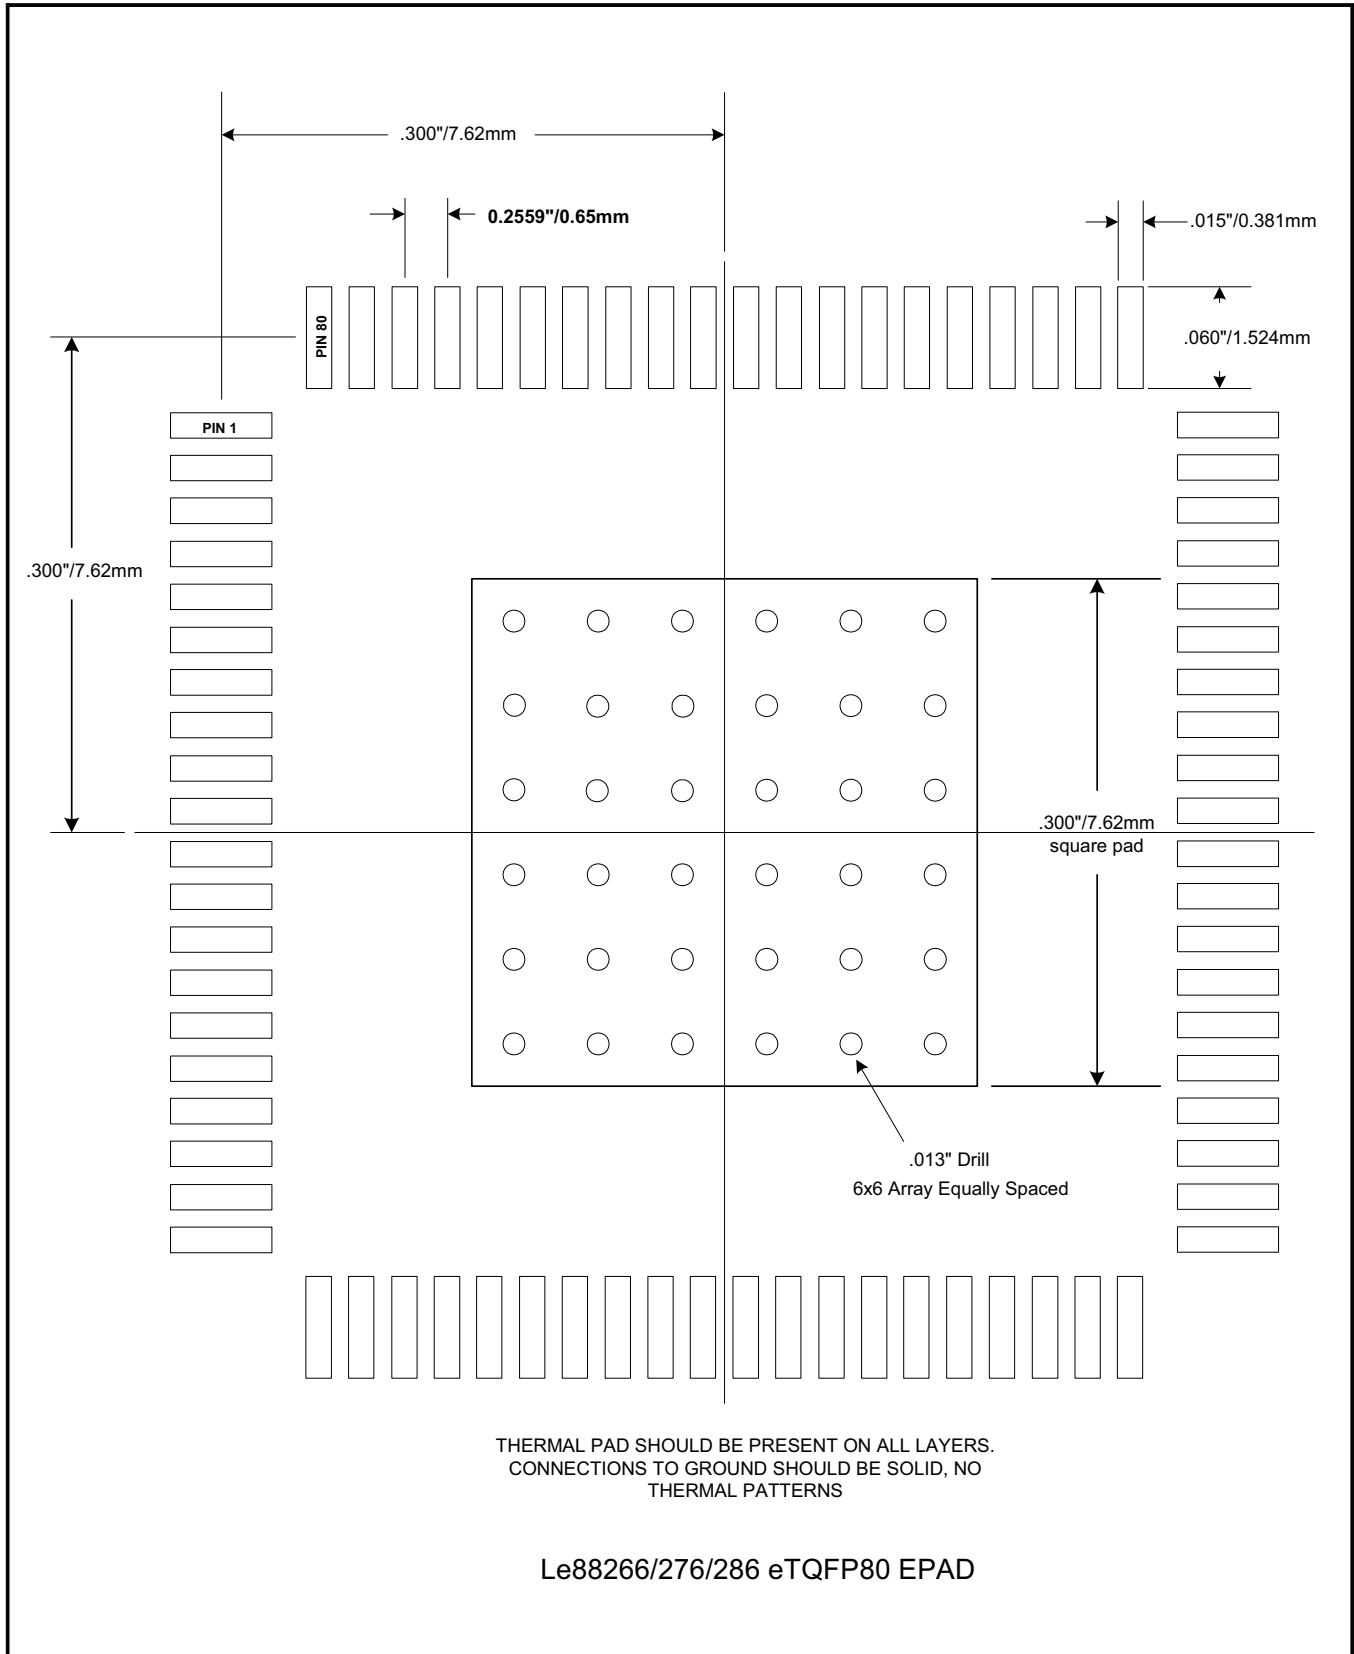 .300"/7.62mm
0.2559"/0.65mm
.015"/0.381mm
PIN 80
.060"/1.524mm
PIN 1
.300"/7.62mm
.300"/7.62mm
square pad
.013" Drill
6x6 Array Equally Spaced
THERMAL PAD SHOULD BE PRESENT ON ALL LAYERS.
CONNECTIONS TO GROUND SHOULD BE SOLID, NO
THERMAL PATTERNS
Le88266/276/286 eTQFP80 EPAD